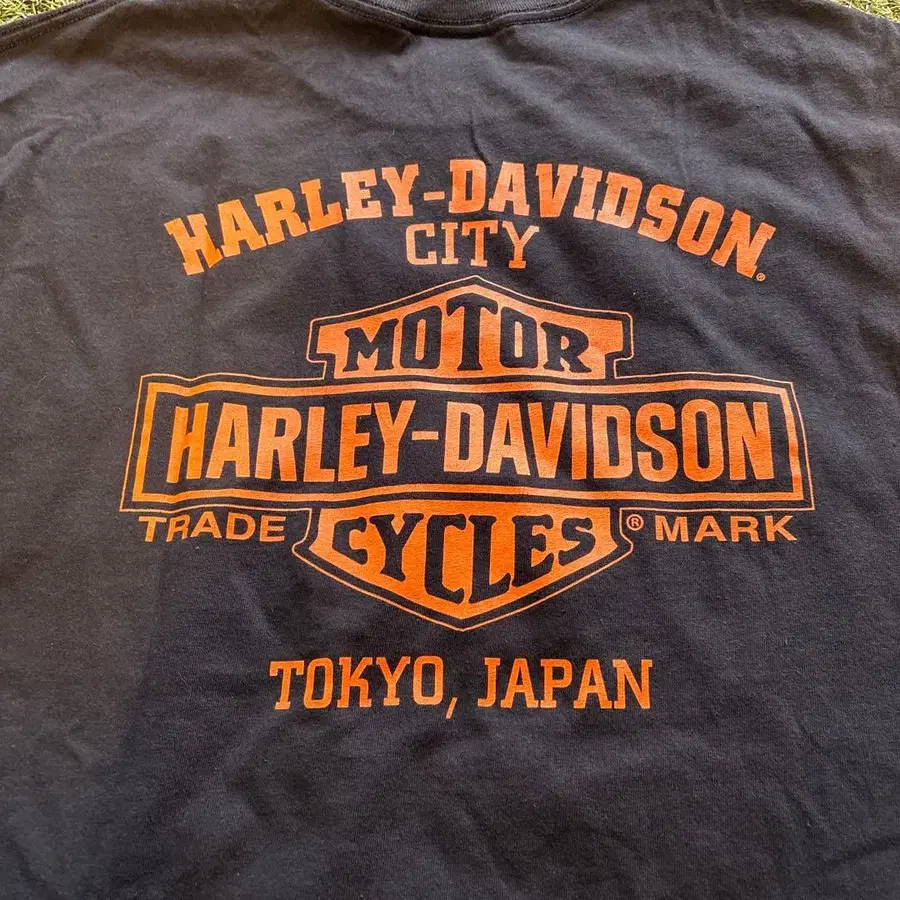 HARLEY-DAVIDSON®
CITY
MOTOR
HARLEY-DAVIDSON
TRADE ® MARK
CYCLES
TOKYO, JAPAN